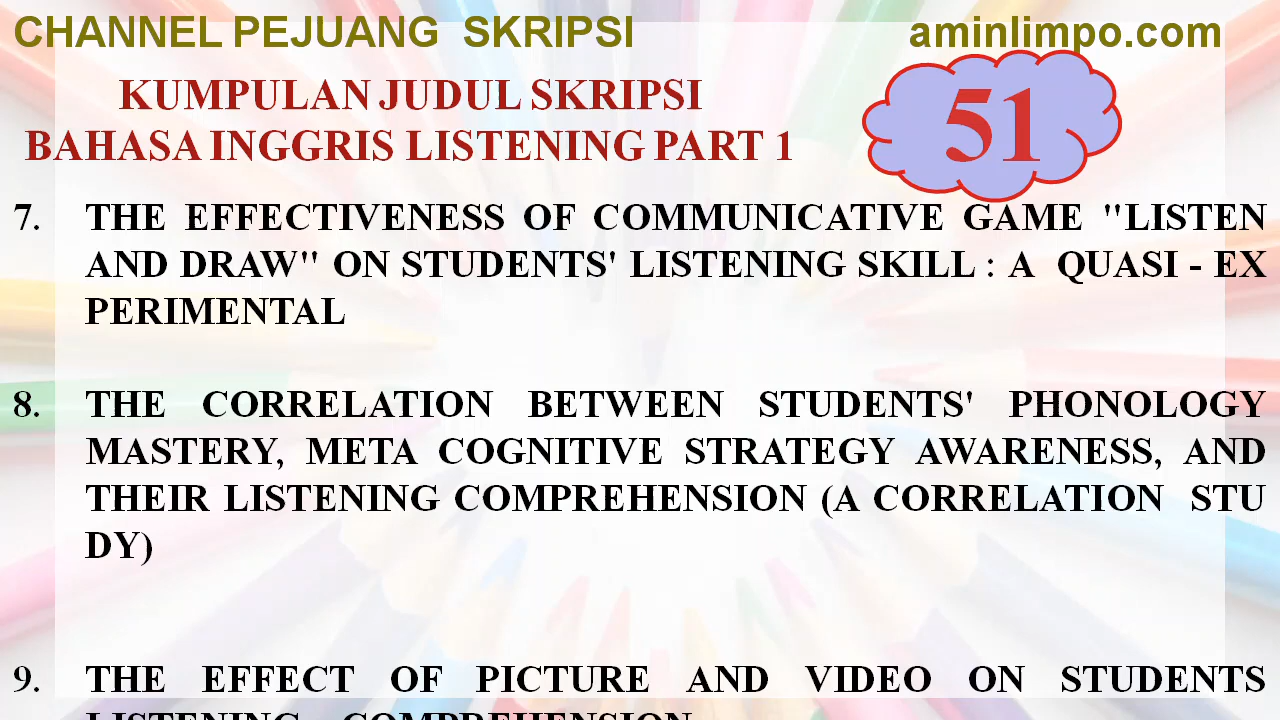 CHANNEL PEJUANG SKRIPSI
aminlimpo.com
KUMPULAN JUDUL SKRIPSI
BAHASA INGGRIS LISTENING PART 1
51
7. THE EFFECTIVENESS OF COMMUNICATIVE GAME "LISTEN
AND DRAW" ON STUDENTS' LISTENING SKILL : A QUASI - EX
PERIMENTAL
8. THE CORRELATION BETWEEN STUDENTS' PHONOLOGY
MASTERY, META COGNITIVE STRATEGY AWARENESS, AND
THEIR LISTENING COMPREHENSION (A CORRELATION STU
DY)
9. THE EFFECT OF PICTURE AND VIDEO ON STUDENTS
LISTENING COMPREHENSION